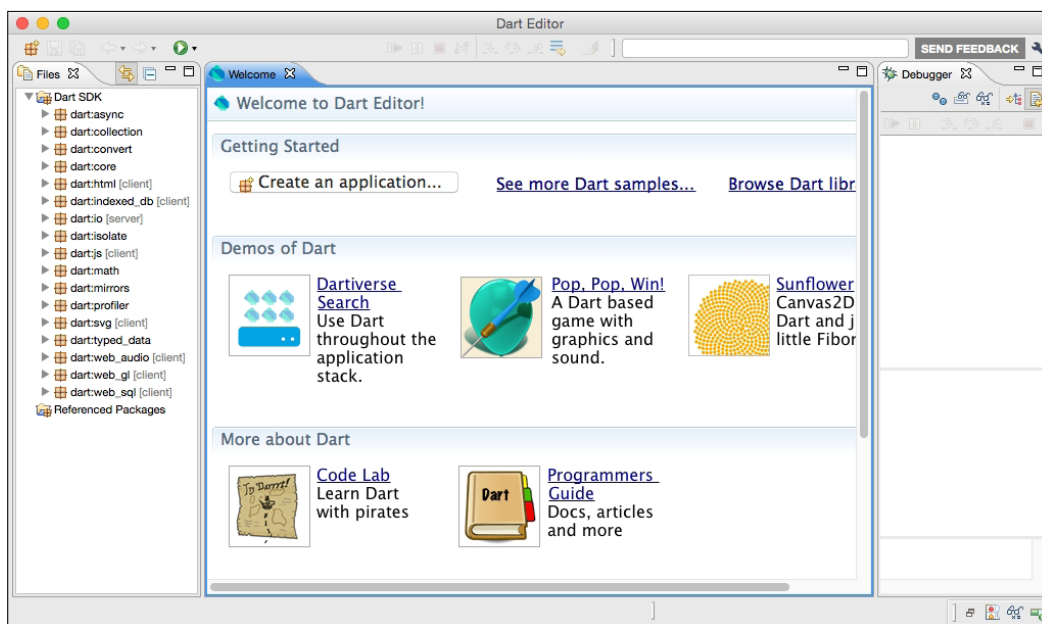 Dart Editor
SEND FEEDBACK
Files
Welcome
Debugger
Dart SDK
dart:async
dart:collection
dart:convert
dart:core
dart:html [client]
dart:indexed_db [client]
dart:io [server]
dart:isolate
dart:js [client]
dart:math
dart:mirrors
dart:profiler
dart:svg [client]
dart:typed_data
dart:web_audio [client]
dart:web_gl [client]
dart:web_sql [client]
Referenced Packages
Welcome to Dart Editor!
Getting Started
Create an application...
See more Dart samples...
Browse Dart libr
Demos of Dart
Dartiverse
Search
Use Dart
throughout the
application
stack.
Pop, Pop, Win!
A Dart based
game with
graphics and
sound.
Sunflower
Canvas2D
Dart and j
little Fibor
More about Dart
To Darrrt!
Code Lab
Learn Dart
with pirates
Dart
Programmers
Guide
Docs, articles
and more